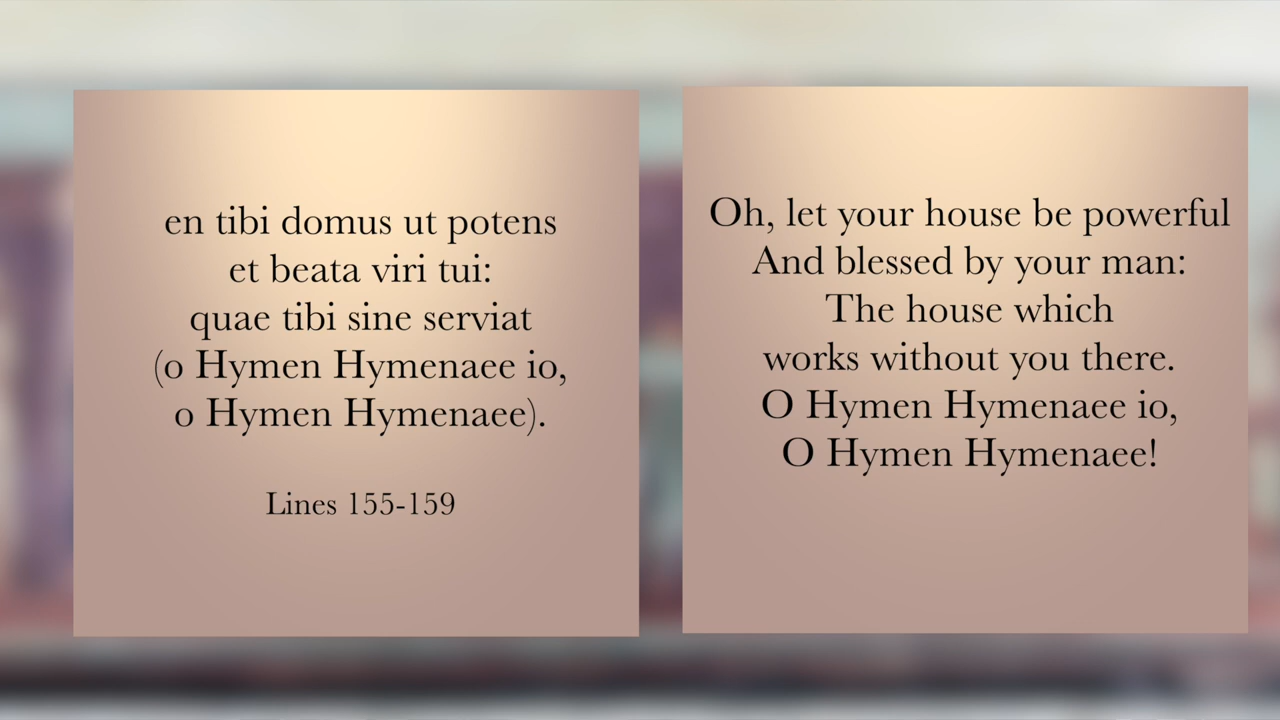 en tibi domus ut potens
et beata viri tui:
quae tibi sine serviat
(o Hymen Hymenaee io,
o Hymen Hymenaee).
Lines 155-159
Oh, let your house be powerful
And blessed by your man:
The house which
works without you there.
O Hymen Hymenaee io,
O Hymen Hymenaee!